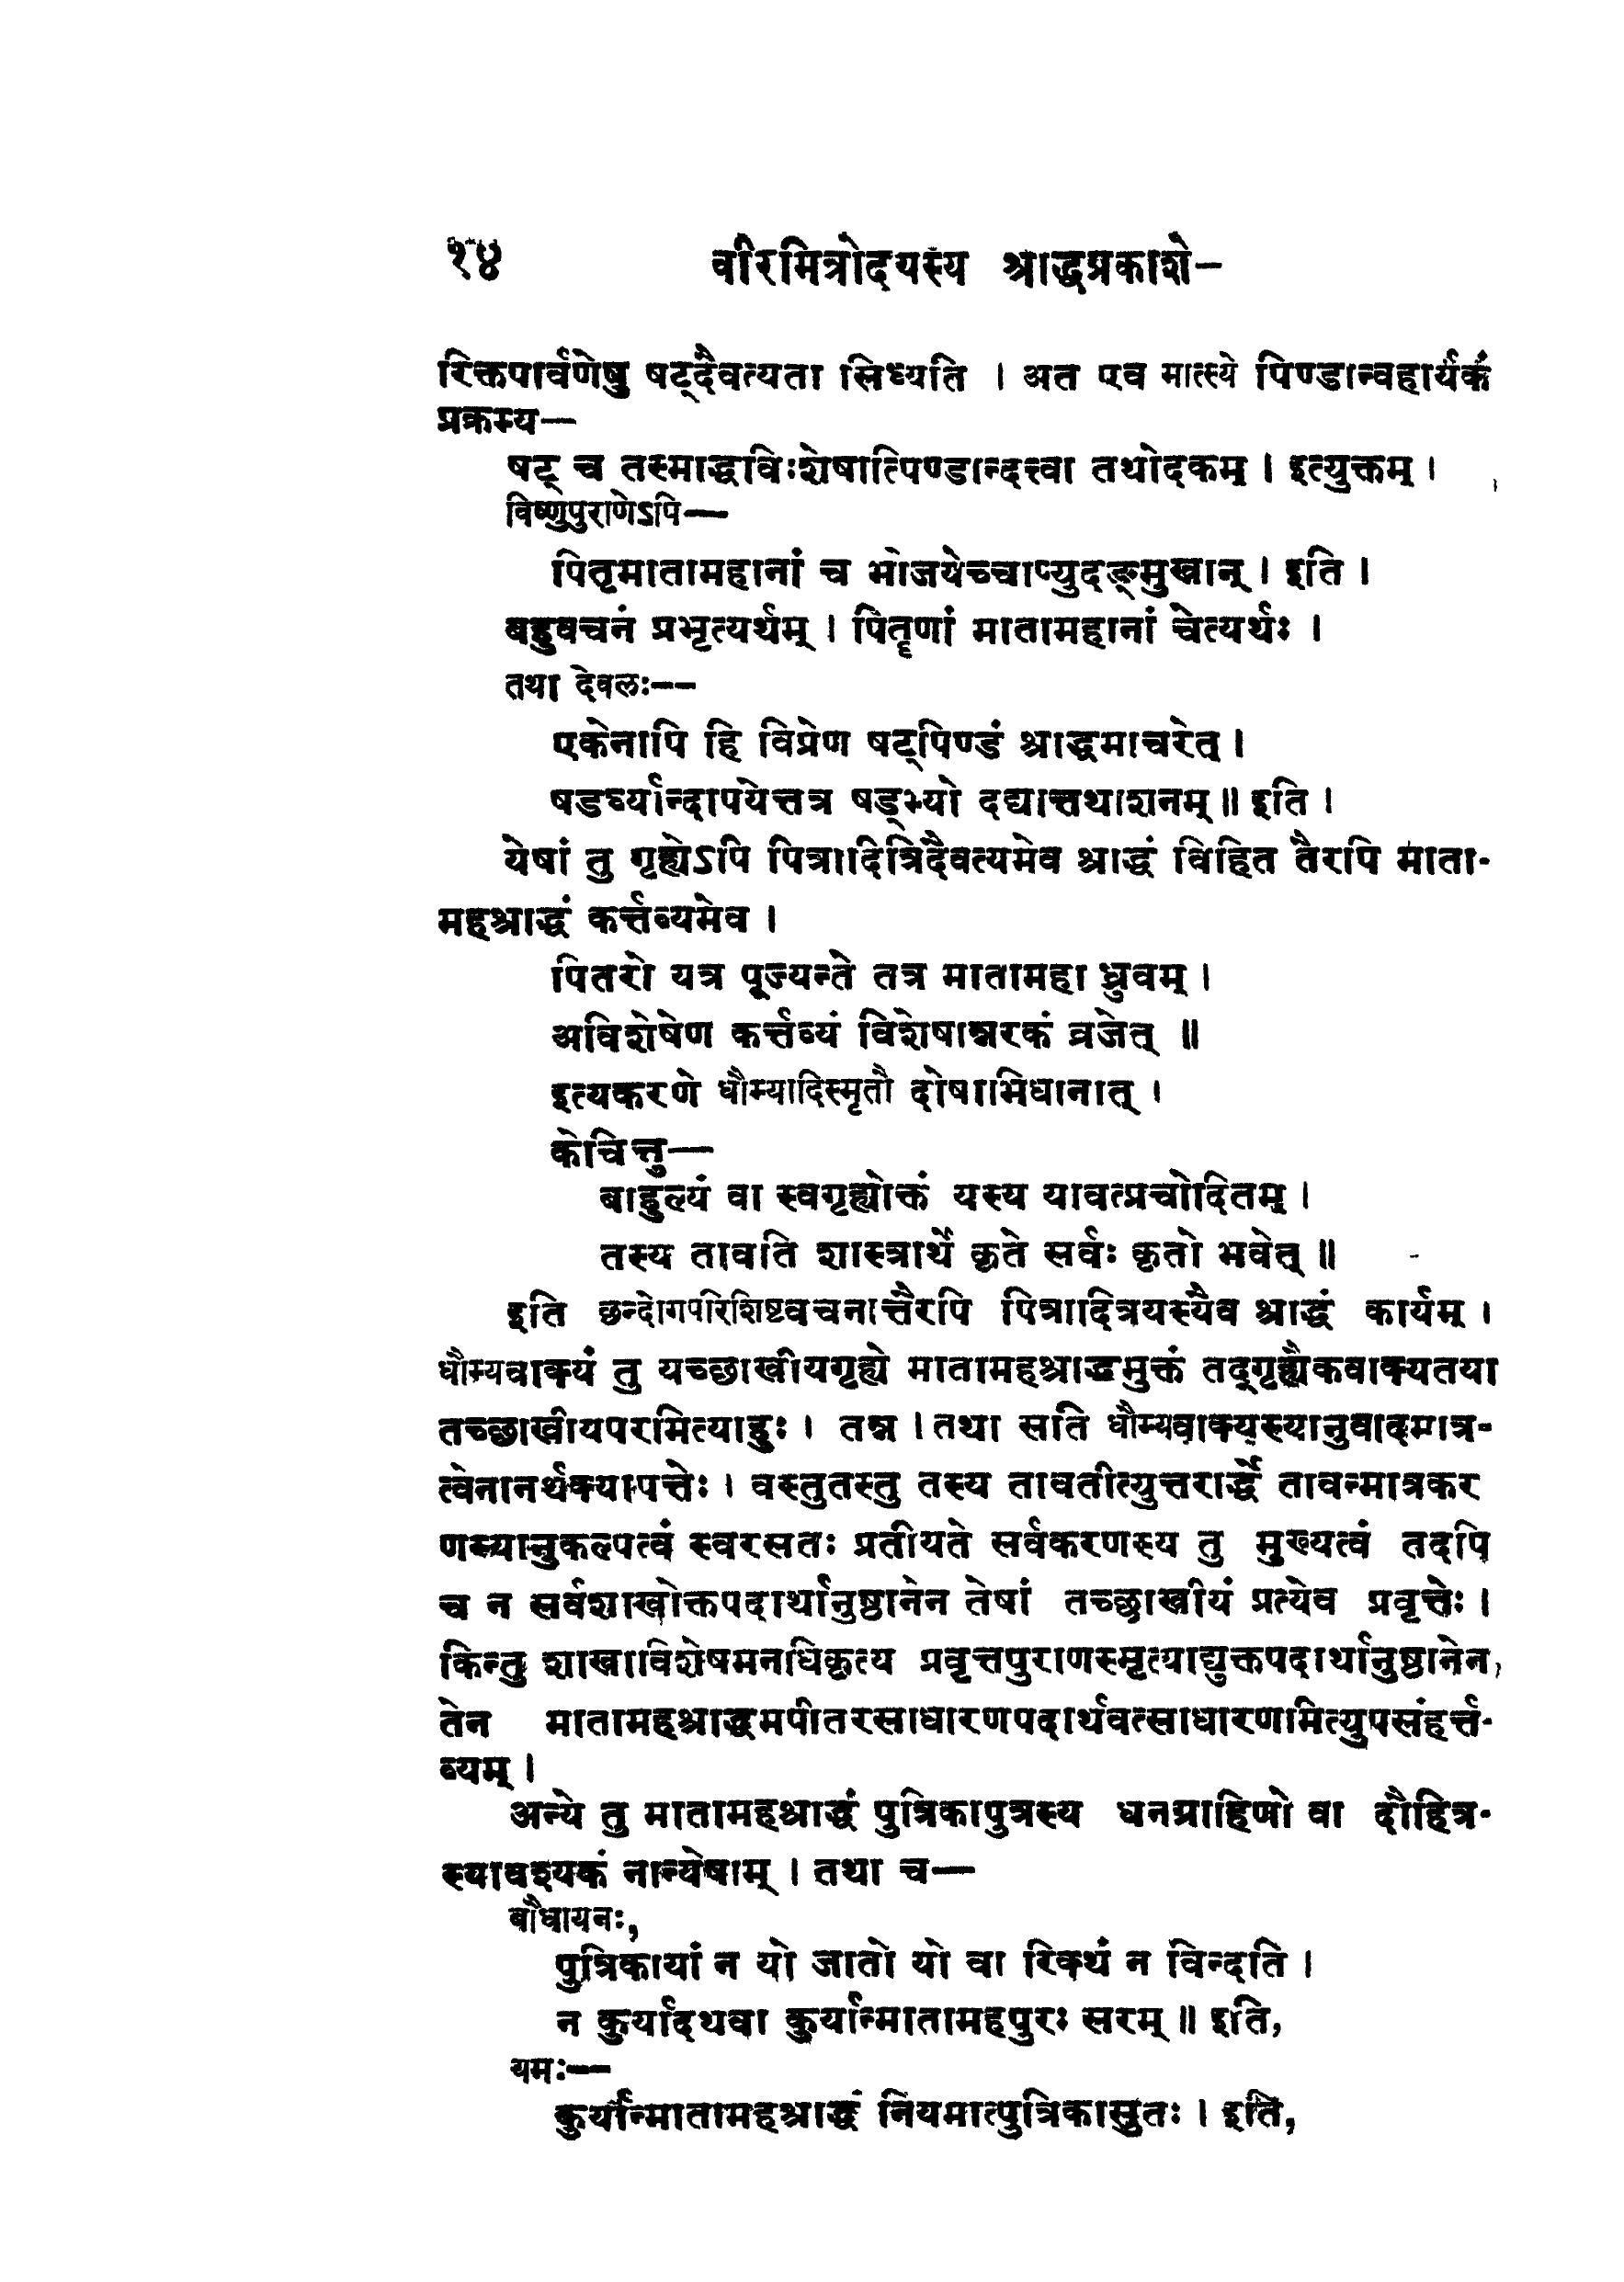 १४ वीरमित्रोदयस्य श्राद्धप्रकाशे–
रिक्तपार्वणेषु षट्दैवत्यता सिध्यति । अत एव मात्स्ये पिण्डान्वहार्यकं
प्रक्रम्य—
षट् च तस्माद्धविःशेषात्पिण्डान्दत्त्वा तथोदकम् । इत्युक्तम् ।
विष्णुपुराणेऽपि—
पितृमातामहानां च भोजयेच्चाप्युदङ्मुखान् । इति ।
बहुवचनं प्रभृत्यर्थम् । पितॄणां मातामहानां चेत्यर्थः ।
तथा देवलः--
एकेनापि हि विप्रेण षट्पिण्डं श्राद्धमाचरेत् ।
षडर्घ्यान्दापयेत्तत्र षड्भ्यो दद्यात्तथाशनम् ॥ इति ।
येषां तु गृह्येऽपि पित्रादित्रिदैवत्यमेव श्राद्धं विहित तैरपि माता-
महश्राद्धं कर्त्तव्यमेव ।
पितरो यत्र पूज्यन्ते तत्र मातामहा ध्रुवम् ।
अविशेषेण कर्त्तव्यं विशेषान्नरकं व्रजेत् ॥
इत्यकरणे धौम्यादिस्मृतौ दोषाभिधानात् ।
केचित्तु—
बाहुल्यं वा स्वगृह्योक्तं यस्य यावत्प्रचोदितम् ।
तस्य तावति शास्त्रार्थे कृते सर्वः कृतो भवेत् ॥
इति छन्दोगपरिशिष्टवचनात्तैरपि पित्रादित्रयस्यैव श्राद्धं कार्यम् ।
धौम्यवाक्यं तु यच्छाखीयगृह्ये मातामहश्राद्धमुक्तं तद्गृह्यैकवाक्यतया
तच्छाखीयपरमित्याहुः । तन्न । तथा सति धौम्यवाक्यस्यानुवादमात्र-
त्वेनानर्थक्यापत्तेः । वस्तुतस्तु तस्य तावतीत्युत्तरार्द्धे तावन्मात्रकर
णस्यानुकल्पत्वं स्वरसतः प्रतीयते सर्वकरणस्य तु मुख्यत्वं तदपि
च न सर्वशाखोक्तपदार्थानुष्ठानेन तेषां तच्छाखीयं प्रत्येव प्रवृत्तेः ।
किन्तु शाखाविशेषमनधिकृत्य प्रवृत्तपुराणस्मृत्याद्युक्तपदार्थानुष्ठानेन,
तेन मातामहश्राद्धमपीतरसाधारणपदार्थवत्साधारणमित्युपसंहर्त्त-
व्यम् ।
अन्ये तु मातामहश्राद्धं पुत्रिकापुत्रस्य धनग्राहिणो वा दौहित्र-
स्यावश्यकं नान्येषाम् । तथा च—
बौधायनः,
पुत्रिकायां न यो जातो यो वा रिक्थं न विन्दति ।
न कुर्यादथवा कुर्यान्मातामहपुरः सरम् ॥ इति,
यमः--
कुर्यान्मातामहश्राद्धं नियमात्पुत्रिकासुतः । इति,